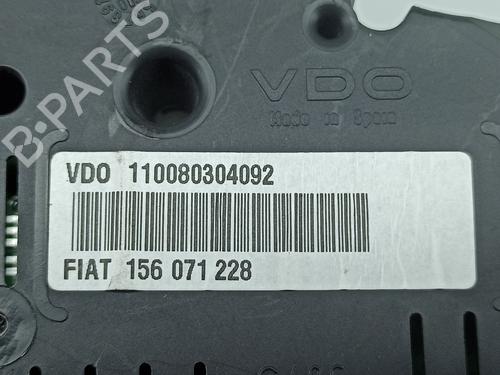 VDO
Made in Spain
B-PARTS
VDO 110080304092
FIAT 156 071 228